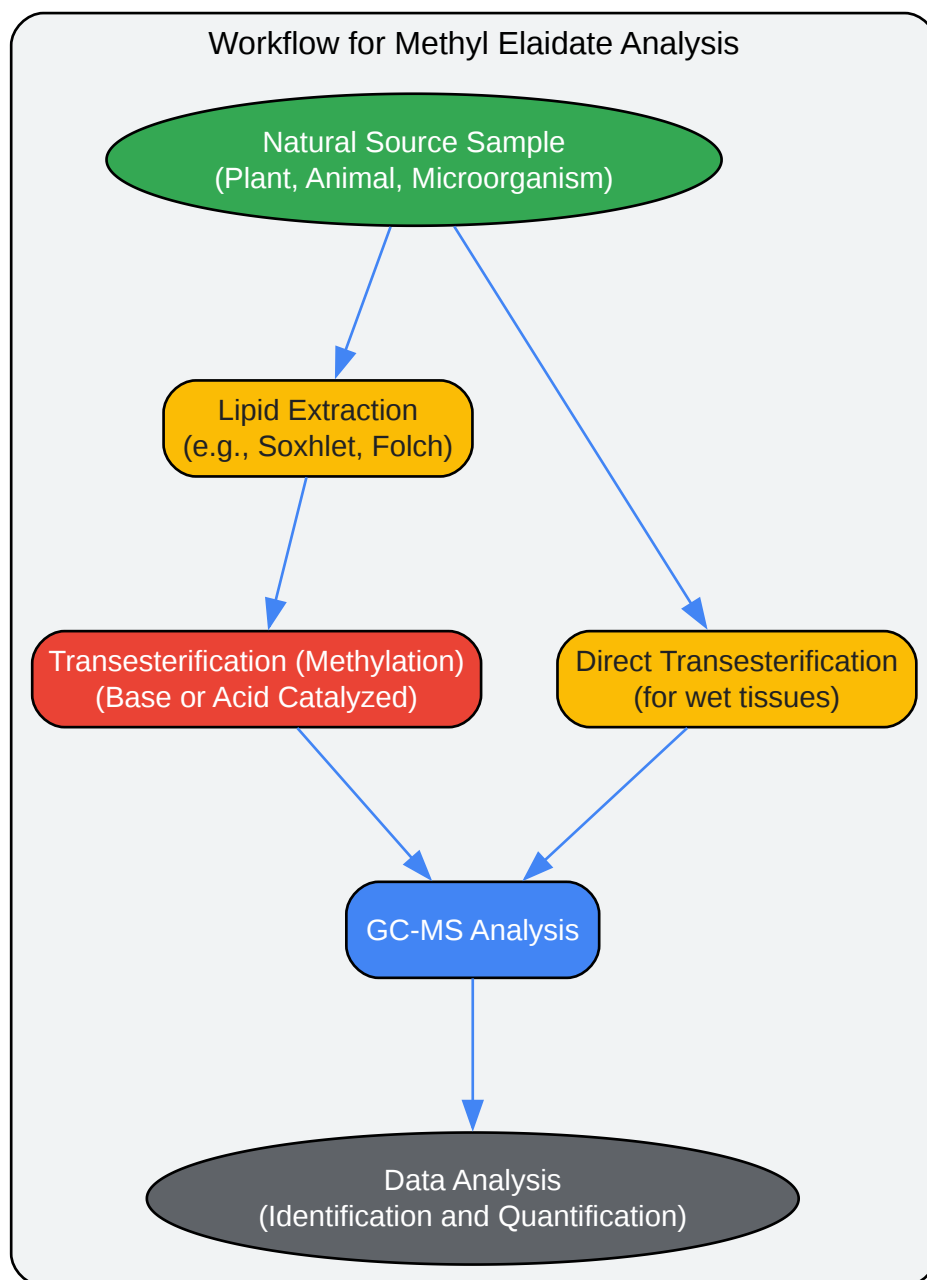 Workflow for Methyl Elaidate Analysis
Natural Source Sample
(Plant, Animal, Microorganism)
Lipid Extraction
(e.g., Soxhlet, Folch)
Transesterification (Methylation)
(Base or Acid Catalyzed)
Direct Transesterification
(for wet tissues)
GC-MS Analysis
Data Analysis
(Identification and Quantification)